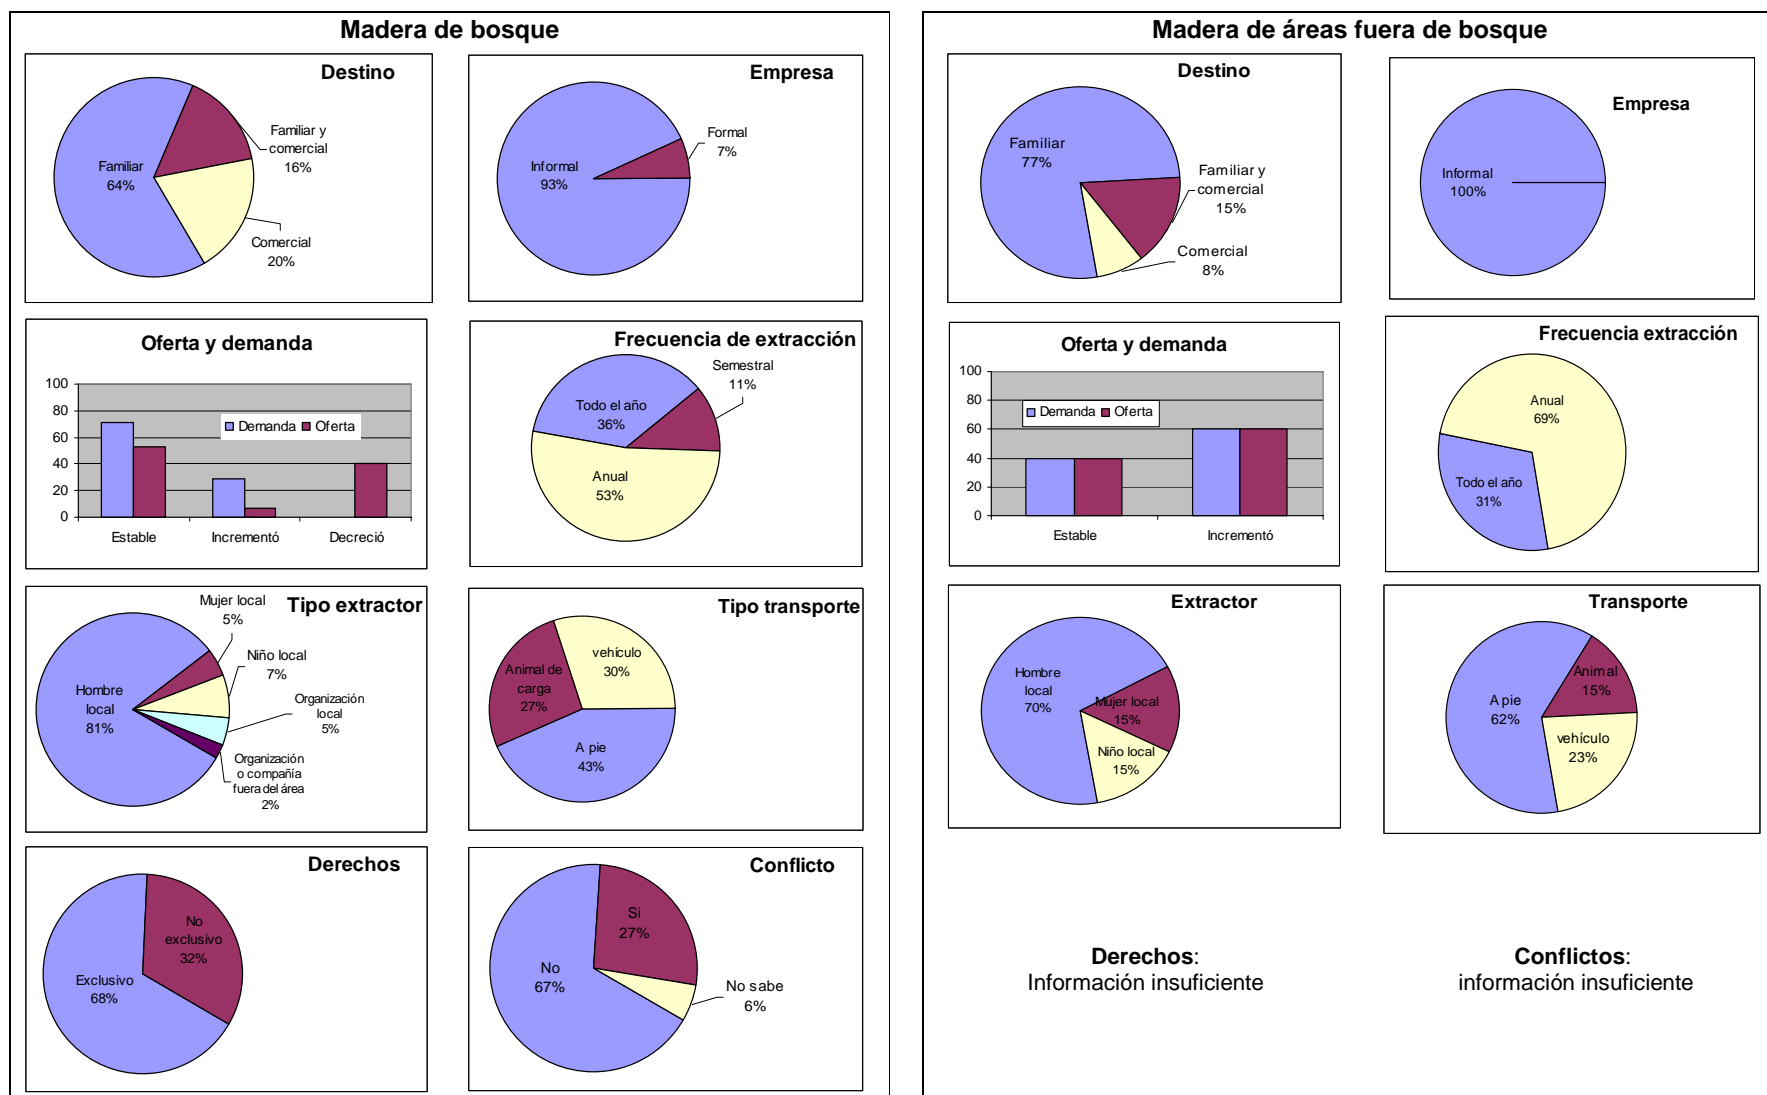 Madera de bosque
Destino
Familiar y
comercial
16%
Familiar
64%
Comercial
20%
Empresa
Formal
7%
Informal
93%
Oferta y demanda
100
80
60
40
20
0
Demanda
Oferta
Estable
Incrementó
Decreció
Frecuencia de extracción
Semestral
11%
Todo el año
36%
Anual
53%
Tipo extractor
Mujer local
5%
Niño local
7%
Hombre
local
81%
Organización
local
5%
Organización
o compañía
fuera del área
2%
Tipo transporte
vehículo
30%
Animal de
carga
27%
A pie
43%
Derechos
No
exclusivo
32%
Exclusivo
68%
Conflicto
Si
27%
No
67%
No sabe
6%
Madera de áreas fuera de bosque
Destino
Familiar
77%
Familiar y
comercial
15%
Comercial
8%
Empresa
Informal
100%
Oferta y demanda
100
80
60
40
20
0
Demanda
Oferta
Estable
Incrementó
Frecuencia extracción
Anual
69%
Todo el año
31%
Extractor
Hombre
local
70%
Mujer local
15%
Niño local
15%
Transporte
Animal
15%
A pie
62%
vehículo
23%
Derechos:
Información insuficiente
Conflictos:
información insuficiente